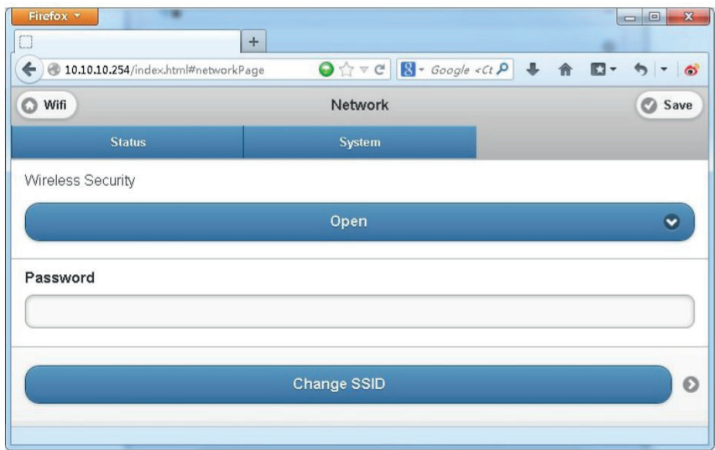 Firefox
+
10.10.10.254/index.html#networkPage
Google <Ct
Wifi
Network
Save
Status
System
Wireless Security
Open
Password
Change SSID